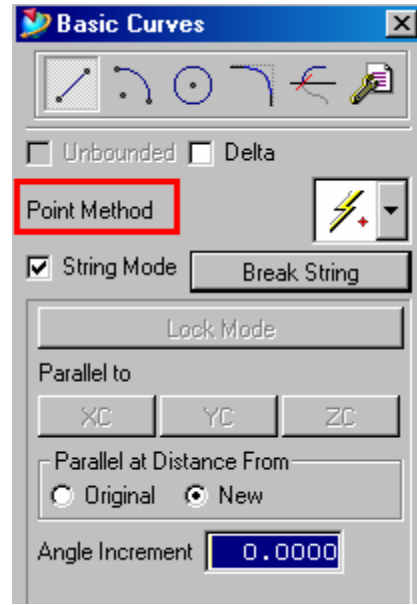 Basic Curves
Unbounded Delta
Point Method
String Mode Break String
Lock Mode
Parallel to
XC YC ZC
Parallel at Distance From
Original New
Angle Increment 0.0000